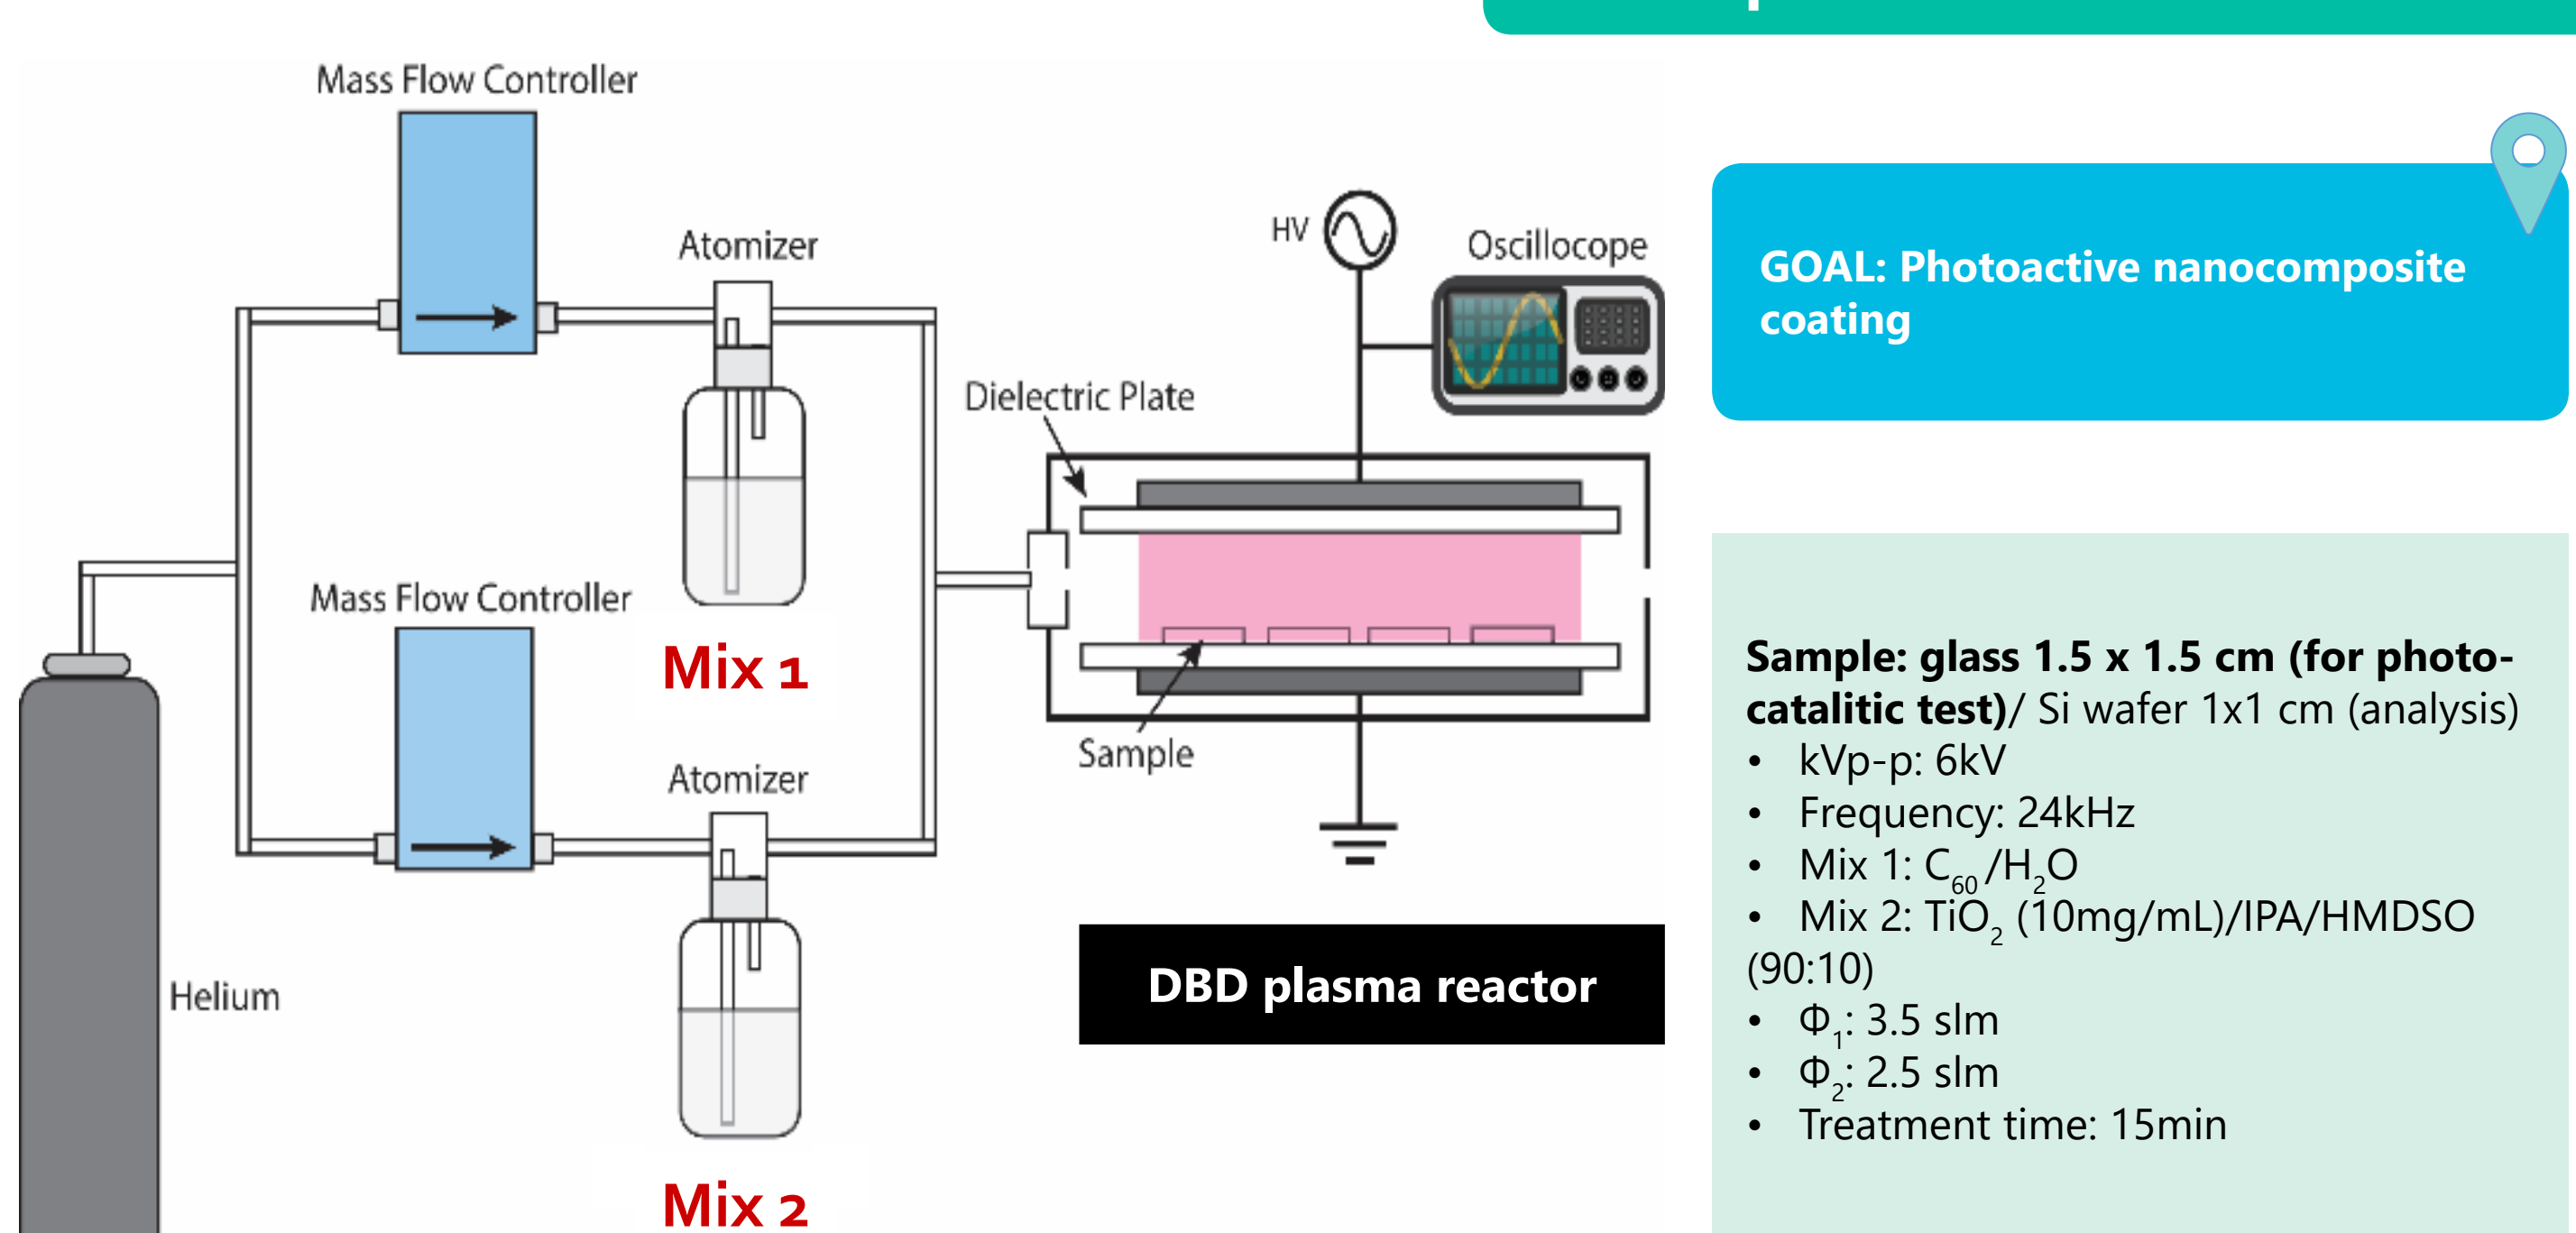 Mass Flow Controller
Atomizer
HV
Oscillocope
Dielectric Plate
Mass Flow Controller
Mix 1
Sample
Atomizer
Helium
Mix 2
DBD plasma reactor
GOAL: Photoactive nanocomposite
coating
Sample: glass 1.5 x 1.5 cm (for photo-
catalitic test)/ Si wafer 1x1 cm (analysis)
• kVp-p: 6kV
• Frequency: 24kHz
• Mix 1: C₆₀/H₂O
• Mix 2: TiO₂ (10mg/mL)/IPA/HMDSO
(90:10)
• Φ₁: 3.5 slm
• Φ₂: 2.5 slm
• Treatment time: 15min